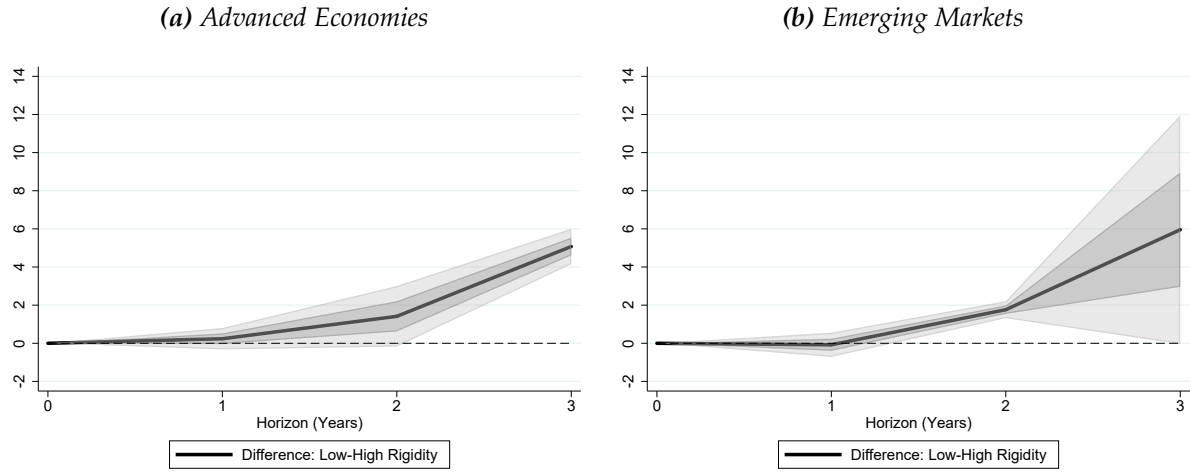 (a) Advanced Economies
14
12
10
8
6
4
2
0
-2
0 1 2 3
Horizon (Years)
Difference: Low-High Rigidity
(b) Emerging Markets
14
12
10
8
6
4
2
0
-2
0 1 2 3
Horizon (Years)
Difference: Low-High Rigidity